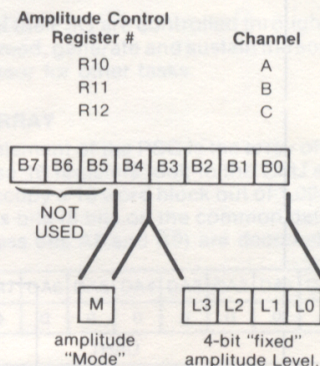 Amplitude Control
Register # Channel
R10 A
R11 B
R12 C
B7 B6 B5 B4 B3 B2 B1 B0
NOT
USED
M L3 L2 L1 L0
amplitude 4-bit "fixed"
"Mode" amplitude Level.